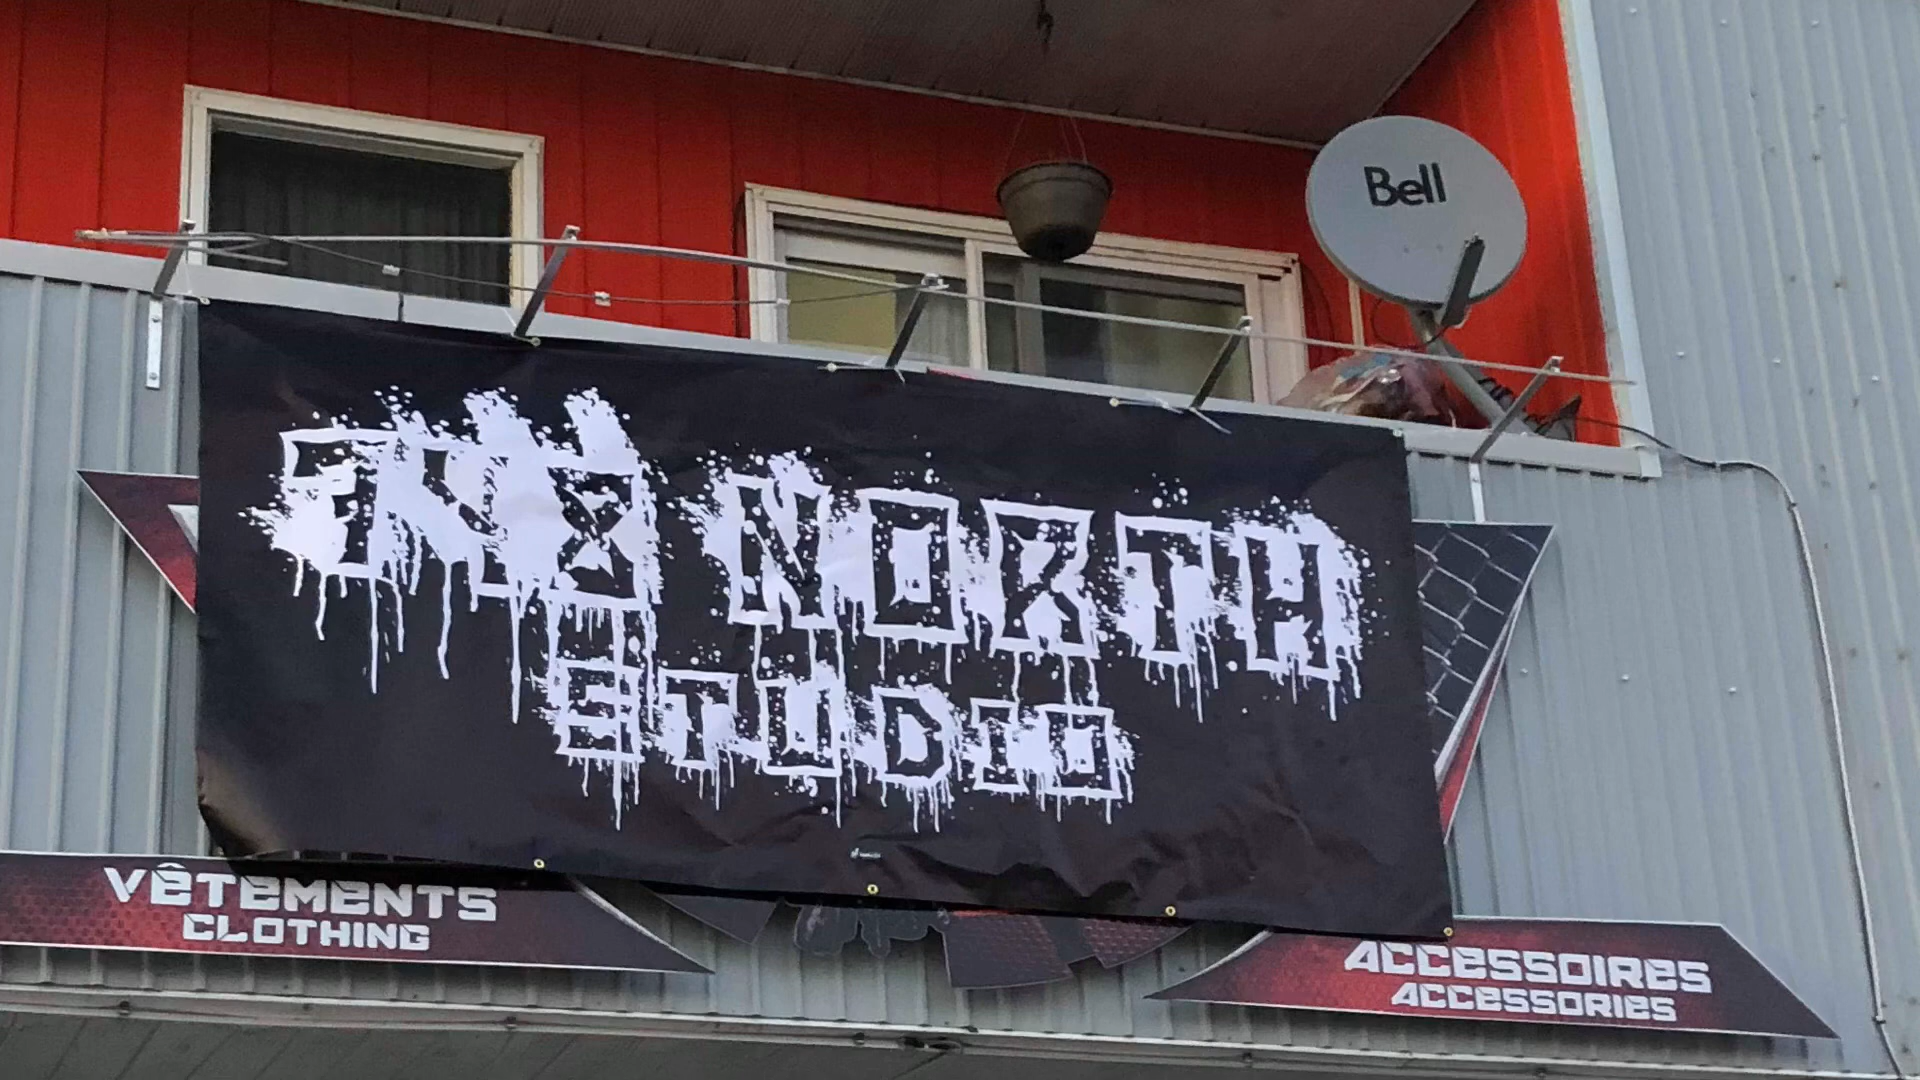 Bell
NORTH
STUDIO
VÊTEMENTS
CLOTHING
ACCESSOIRES
ACCESSORIES